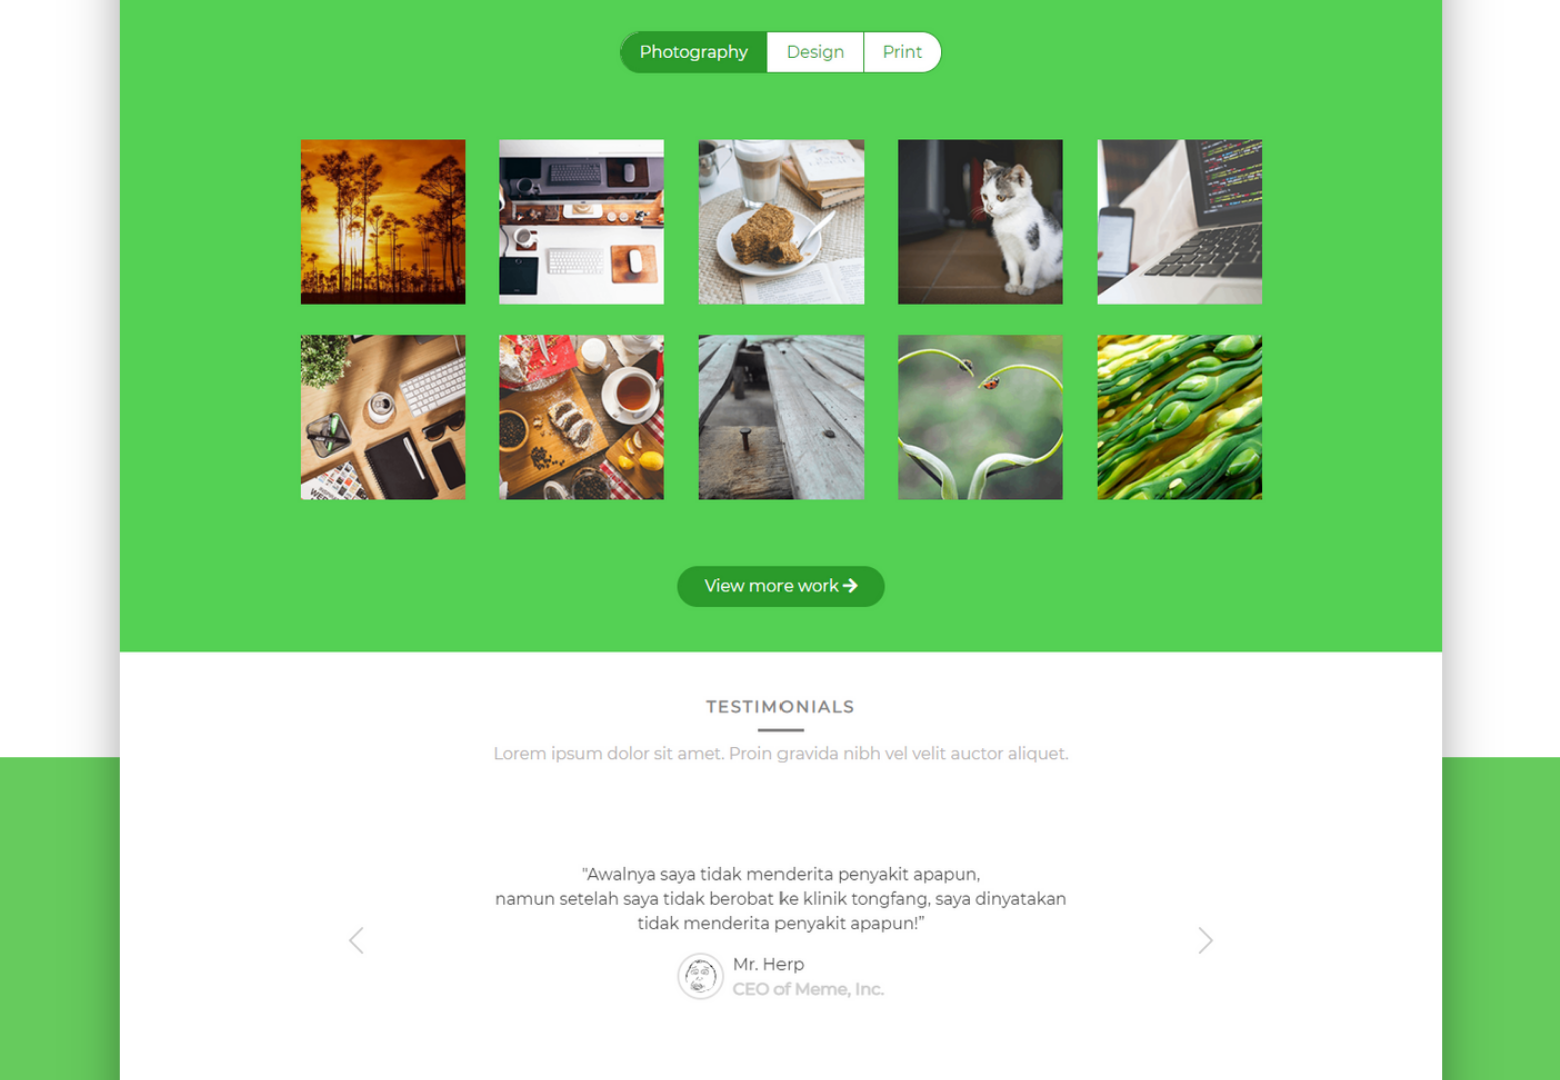 Photography
Design
Print
View more work
TESTIMONIALS
Lorem ipsum dolor sit amet. Proin gravida nibh vel velit auctor aliquet.
"Awalnya saya tidak menderita penyakit apapun,
namun setelah saya tidak berobat ke klinik tongfang, saya dinyatakan
tidak menderita penyakit apapun!”
Mr. Herp
CEO of Meme, Inc.